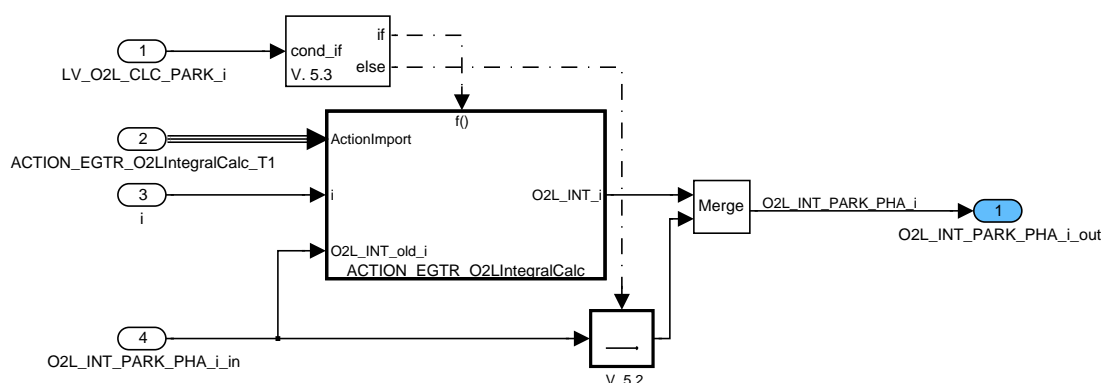 if
1
cond_if
else
LV_O2L_CLC_PARK_i
V. 5.3
f()
2
ActionImport
ACTION_EGTR_O2LIntegralCalc_T1
3
i
O2L_INT_i
Merge
O2L_INT_PARK_PHA_i
1
i
O2L_INT_PARK_PHA_i_out
O2L_INT_old_i
ACTION_EGTR_O2LIntegralCalc
4
O2L_INT_PARK_PHA_i_in
V. 5.2